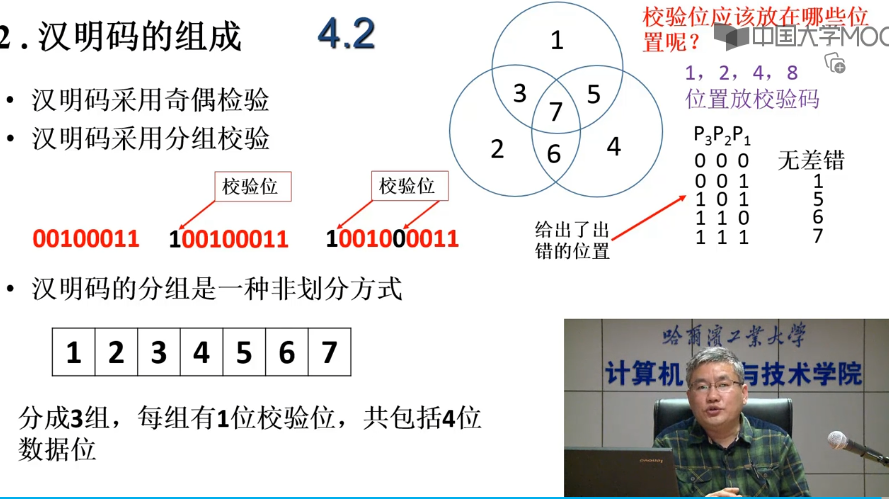 2 . 汉明码的组成
4.2
• 汉明码采用奇偶检验
• 汉明码采用分组校验
校验位
校验位
00100011
100100011
1001000011
• 汉明码的分组是一种非划分方式
1 2 3 4 5 6 7
分成3组，每组有1位校验位，共包括4位
数据位
1
3
5
7
2
6
4
校验位应该放在哪些位
置呢？
中国大学MOC
1，2，4，8
位置放校验码
P3P2P1
0 0 0 无差错
0 0 1 1
1 0 1 5
1 1 0 6
1 1 1 7
给出了出
错的位置
哈尔滨工业大学
计算机 与技术学院